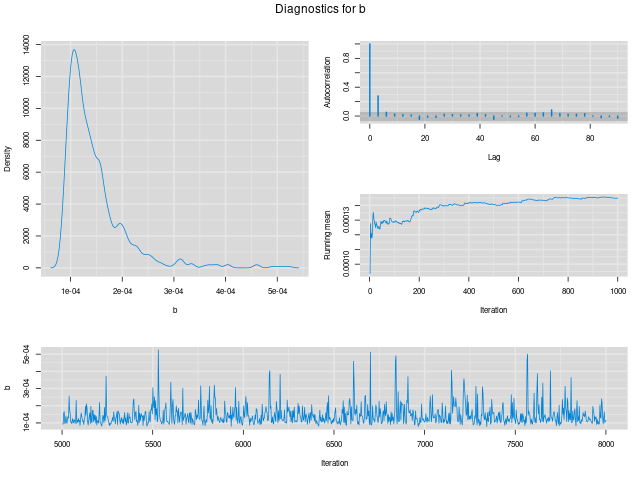 Diagnostics for b
Density
0
2000
4000
6000
8000
10000
12000
14000
1e-04
2e-04
3e-04
4e-04
5e-04
b
Autocorrelation
0.0
0.4
0.8
0
20
40
60
80
Lag
Running mean
0.00010
0.00013
0
200
400
600
800
1000
Iteration
b
1e-04
3e-04
5e-04
5000
5500
6000
6500
7000
7500
8000
Iteration